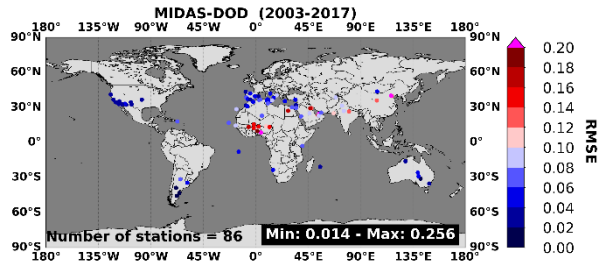 MIDAS-DOD (2003-2017)
180° 135°W 90°W 45°W 0° 45°E 90°E 135°E 180°
90°N 90°N
60°N 60°N
30°N 30°N
0° 0°
30°S 30°S
60°S 60°S
90°S 90°S
Number of stations = 86 Min: 0.014 - Max: 0.256
180° 135°W 90°W 45°W 0° 45°E 90°E 135°E 180°
0.20
0.18
0.16
0.14
0.12
0.10
0.08
0.06
0.04
0.02
0.00
RMSE